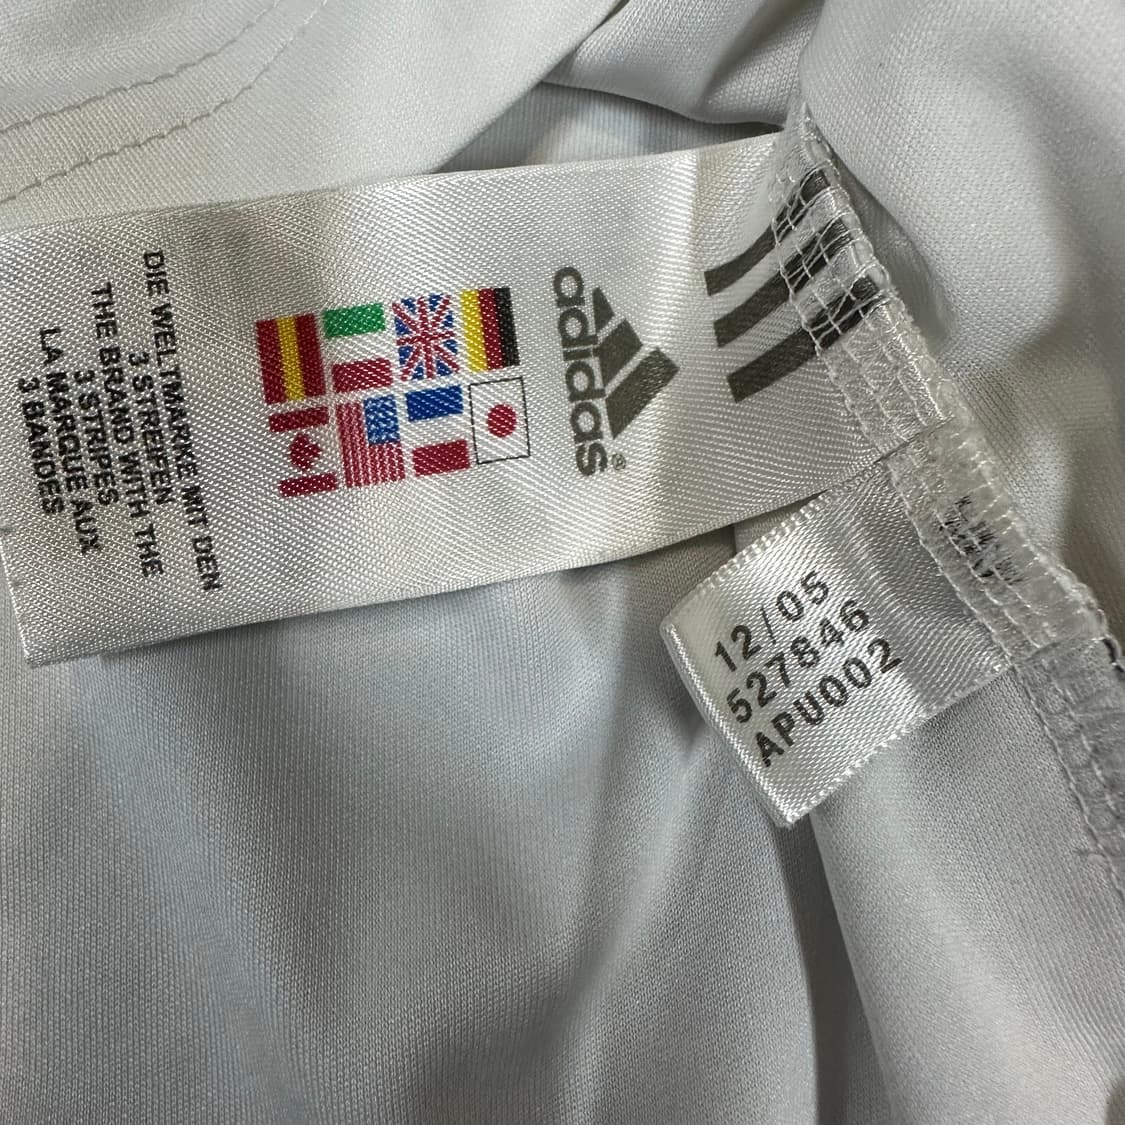 adidas®
DIE WELTMARKE MIT DEN
3 STREIFEN
THE BRAND WITH THE
3 STRIPES
LA MARQUE AUX
3 BANDES
12/05
527846
APU002